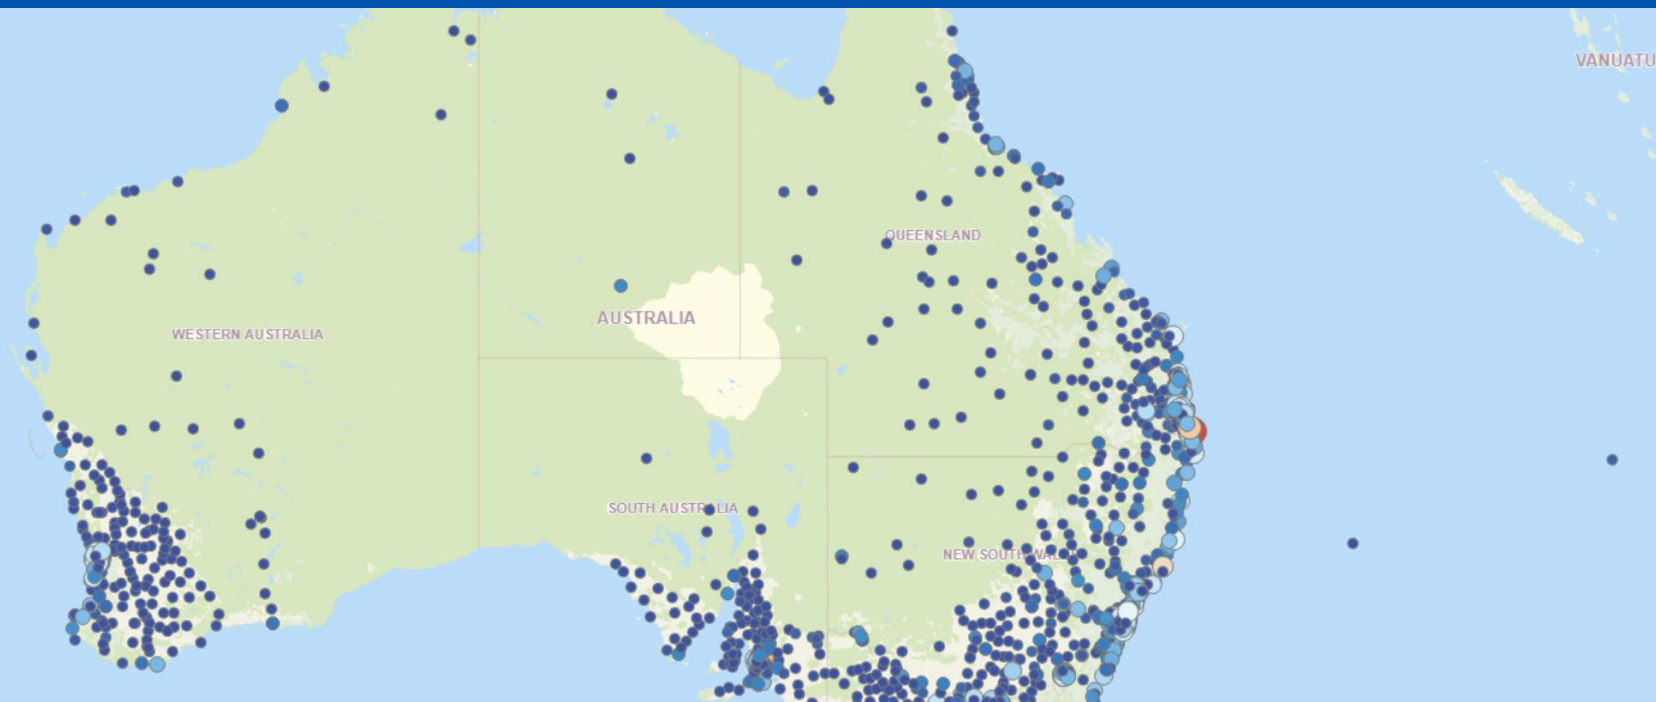 VANUATU
QUEENSLAND
AUSTRALIA
WESTERN AUSTRALIA
SOUTH AUSTRALIA
NEW SOUTH WALES